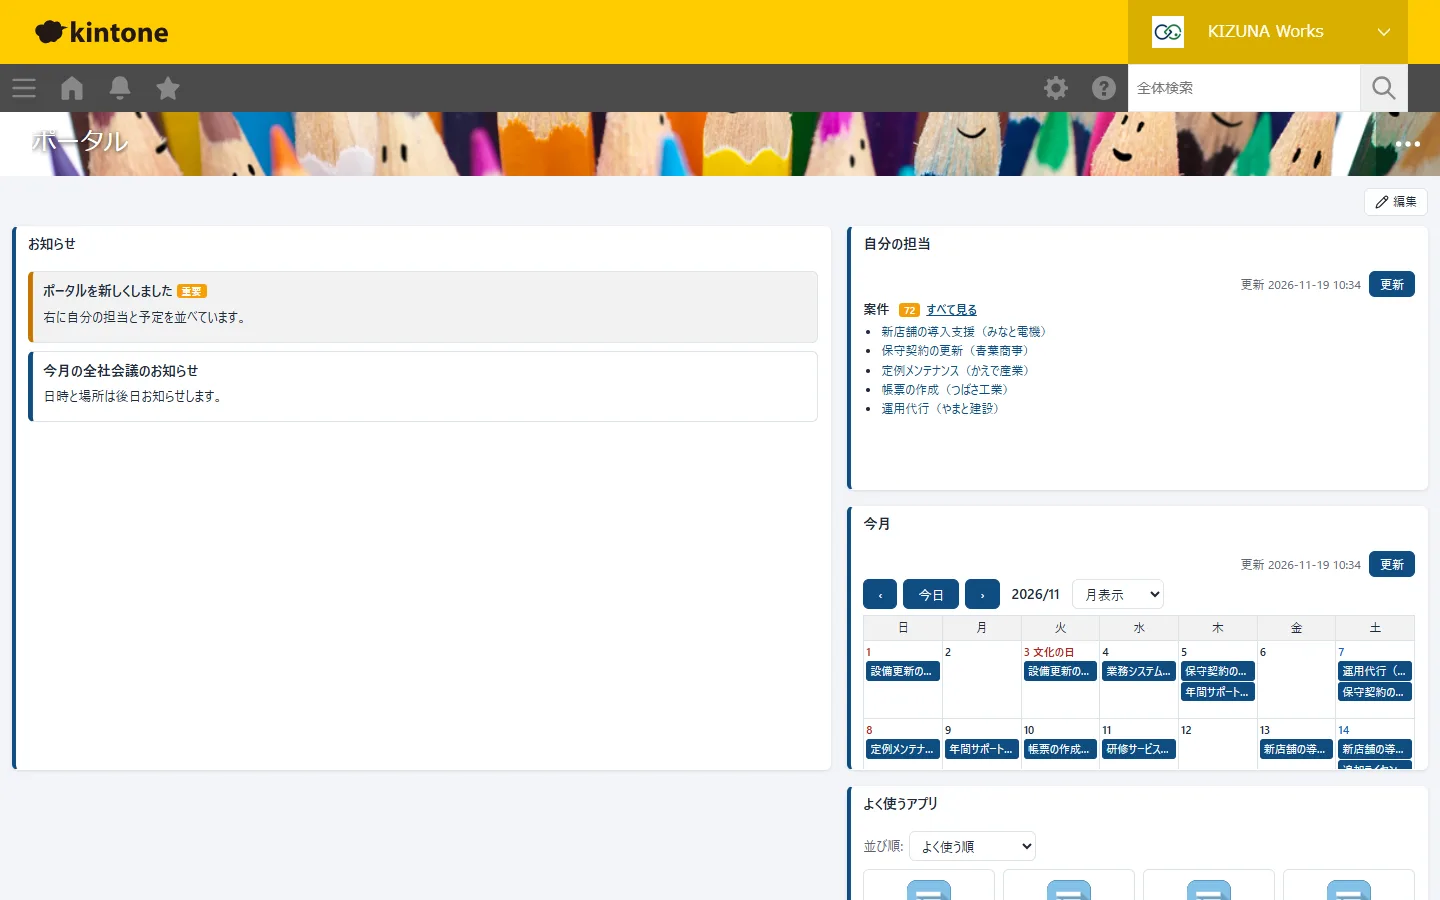 kintone
KIZUNA Works
全体検索
ポータル
編集
お知らせ
ポータルを新しくしました 重要
右に自分の担当と予定を並べています。
今月の全社会議のお知らせ
日時と場所は後日お知らせします。
自分の担当
更新 2026-11-19 10:34 更新
案件 72 すべて見る
新店舗の導入支援（みなと電機）
保守契約の更新（青葉商事）
定例メンテナンス（かえで産業）
帳票の作成（つばさ工業）
運用代行（やまと建設）
今月
更新 2026-11-19 10:34 更新
‹ 今日 › 2026/11 月表示
日 月 火 水 木 金 土
1 2 3 文化の日 4 5 6 7
設備更新の... 設備更新の... 業務システム... 保守契約の... 運用代行（...
年間サポート... 保守契約の...
8 9 10 11 12 13 14
定例メンテナ... 年間サポート... 帳票の作成... 研修サービス... 新店舗の導... 新店舗の導...
よく使うアプリ
並び順: よく使う順